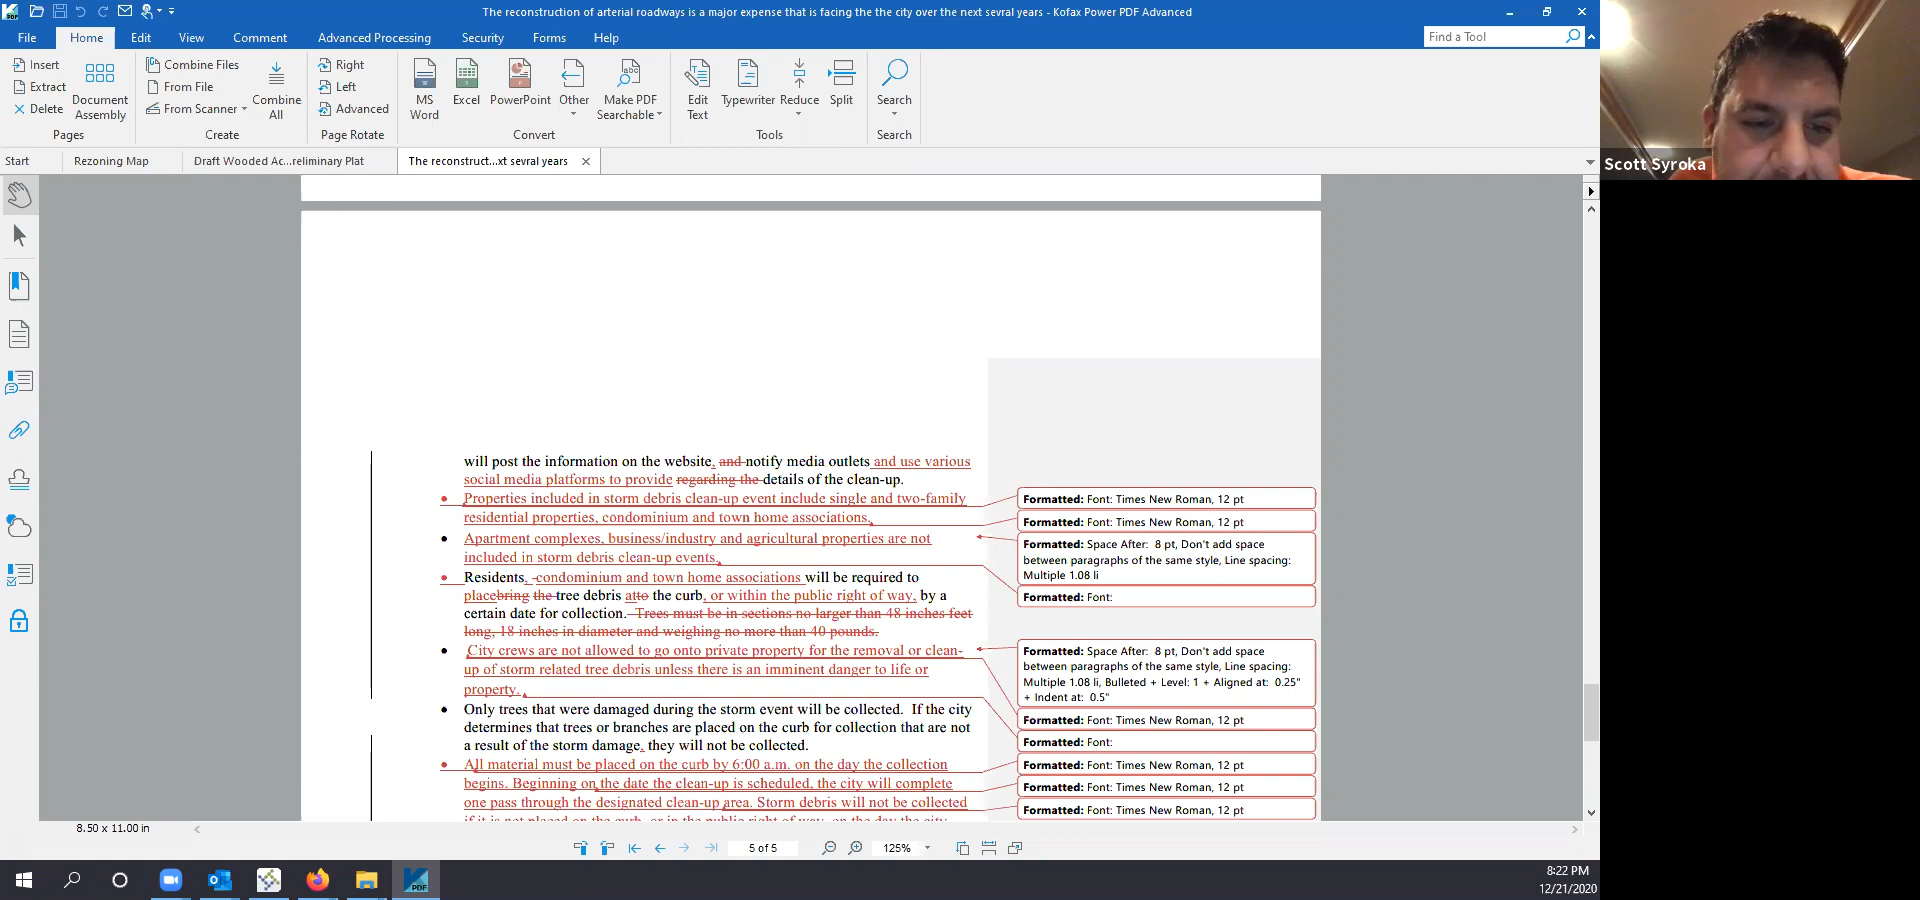 The reconstruction of arterial roadways is a major expense that is facing the the city over the next sevral years - Kofax Power PDF Advanced
File Home Edit View Comment Advanced Processing Security Forms Help Find a Tool
Insert
Extract
Delete
Document Assembly
Pages
Combine Files
From File
From Scanner
Combine All
Create
Right
Left
Advanced
Page Rotate
MS Word
Excel
PowerPoint
Other
Make PDF Searchable
Convert
Edit Text
Typewriter
Reduce
Split
Tools
Search
Search
Start Rezoning Map Draft Wooded Ac...reliminary Plat The reconstruct...xt sevral years
Scott Syroka
will post the information on the website, and notify media outlets and use various
social media platforms to provide regarding the details of the clean-up.
• Properties included in storm debris clean-up event include single and two-family
residential properties, condominium and town home associations.
• Apartment complexes, business/industry and agricultural properties are not
included in storm debris clean-up events.
• Residents, condominium and town home associations will be required to
placebring the tree debris atto the curb, or within the public right of way, by a
certain date for collection. Trees must be in sections no larger than 48 inches feet
long, 18 inches in diameter and weighing no more than 40 pounds.
• City crews are not allowed to go onto private property for the removal or clean-
up of storm related tree debris unless there is an imminent danger to life or
property.
• Only trees that were damaged during the storm event will be collected. If the city
determines that trees or branches are placed on the curb for collection that are not
a result of the storm damage, they will not be collected.
• All material must be placed on the curb by 6:00 a.m. on the day the collection
begins. Beginning on the date the clean-up is scheduled, the city will complete
one pass through the designated clean-up area. Storm debris will not be collected
if it is not placed on the curb, or in the public right of way, on the day the city
Formatted: Font: Times New Roman, 12 pt
Formatted: Font: Times New Roman, 12 pt
Formatted: Space After: 8 pt, Don't add space
between paragraphs of the same style, Line spacing:
Multiple 1.08 li
Formatted: Font:
Formatted: Space After: 8 pt, Don't add space
between paragraphs of the same style, Line spacing:
Multiple 1.08 li, Bulleted + Level: 1 + Aligned at: 0.25"
+ Indent at: 0.5"
Formatted: Font: Times New Roman, 12 pt
Formatted: Font:
Formatted: Font: Times New Roman, 12 pt
Formatted: Font: Times New Roman, 12 pt
Formatted: Font: Times New Roman, 12 pt
8.50 x 11.00 in
5 of 5
125%
8:22 PM
12/21/2020